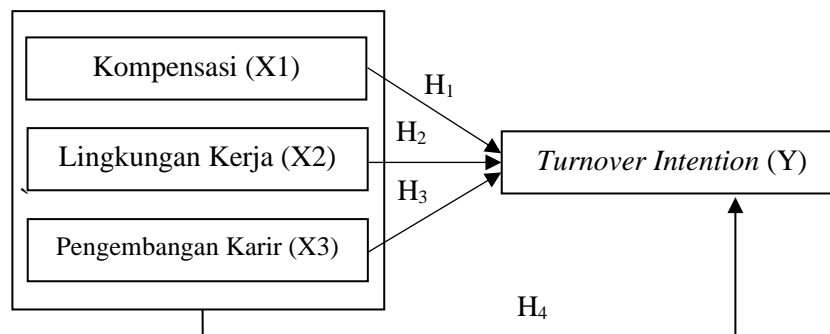 Kompensasi (X1)
H1
H2
Lingkungan Kerja (X2)
Turnover Intention (Y)
H3
Pengembangan Karir (X3)
H4